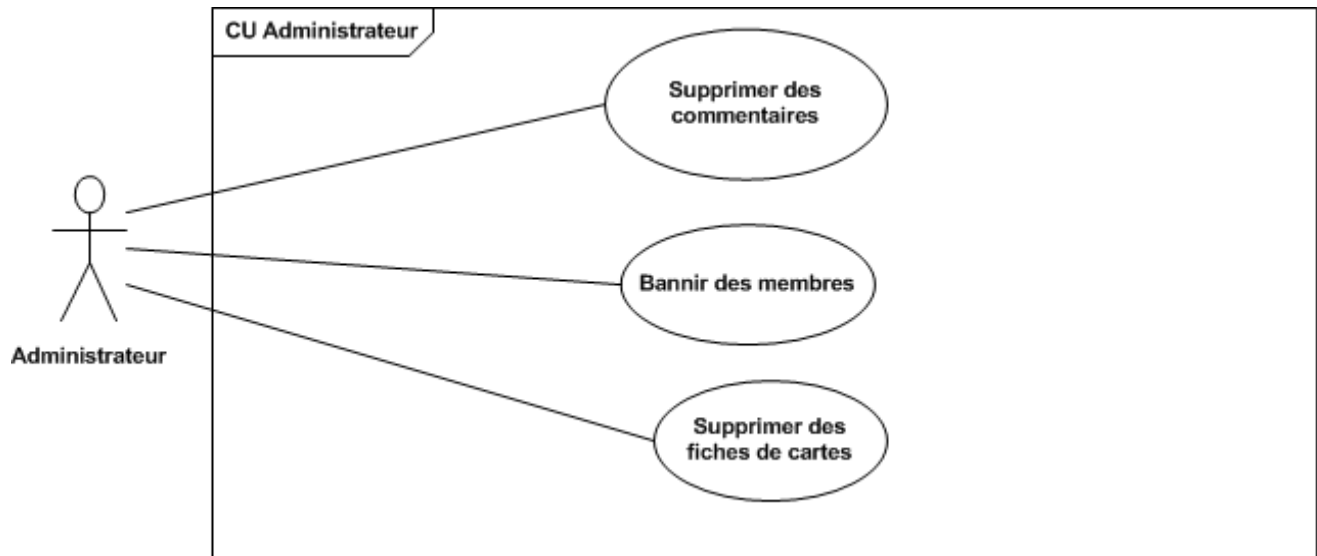 CU Administrateur
Supprimer des
commentaires
Bannir des membres
Administrateur
Supprimer des
fiches de cartes